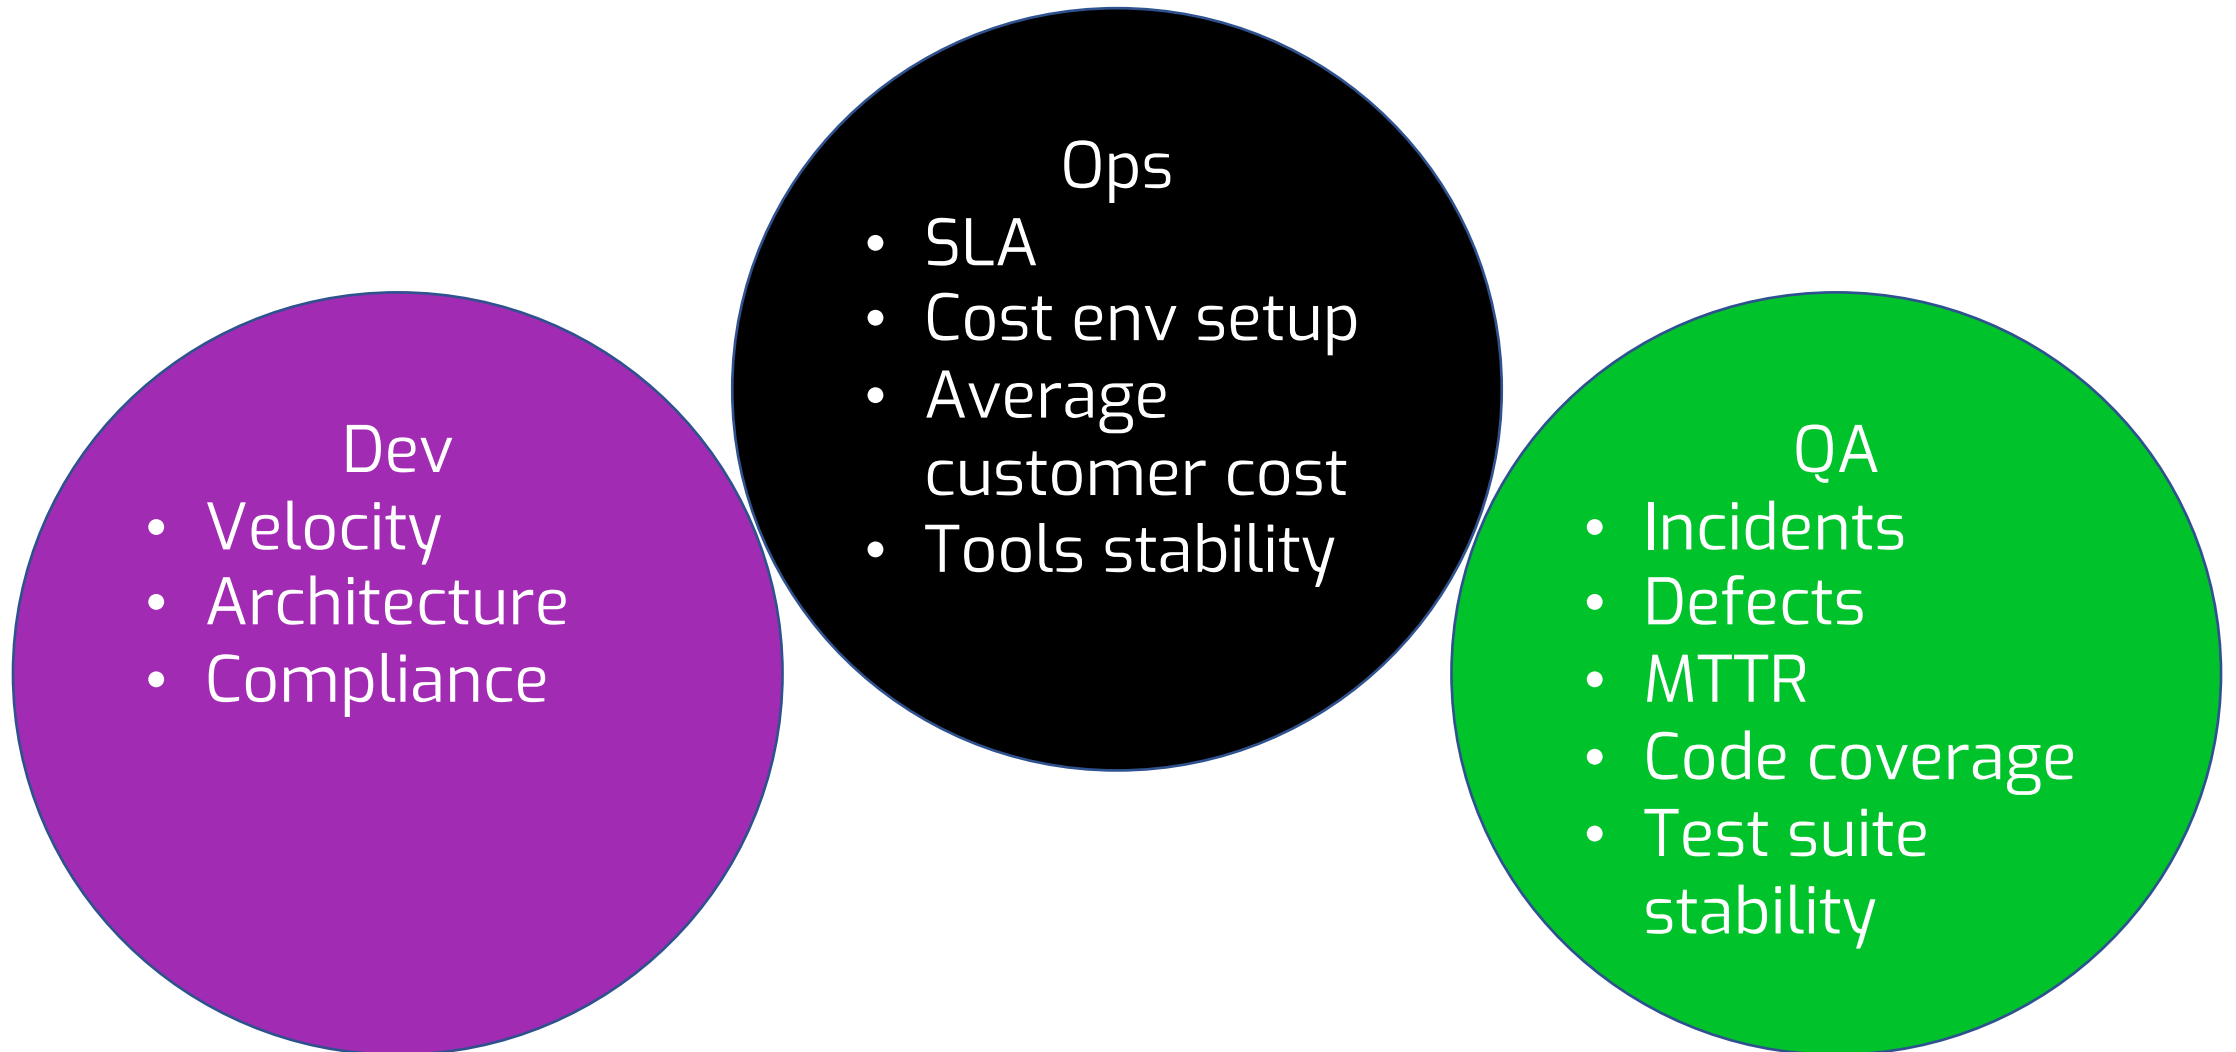 Dev
• Velocity
• Architecture
• Compliance
Ops
• SLA
• Cost env setup
• Average
customer cost
• Tools stability
QA
• Incidents
• Defects
• MTTR
• Code coverage
• Test suite
stability